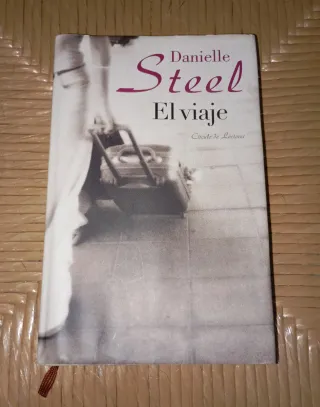 Danielle
Steel
El viaje
Círculo de Lectores